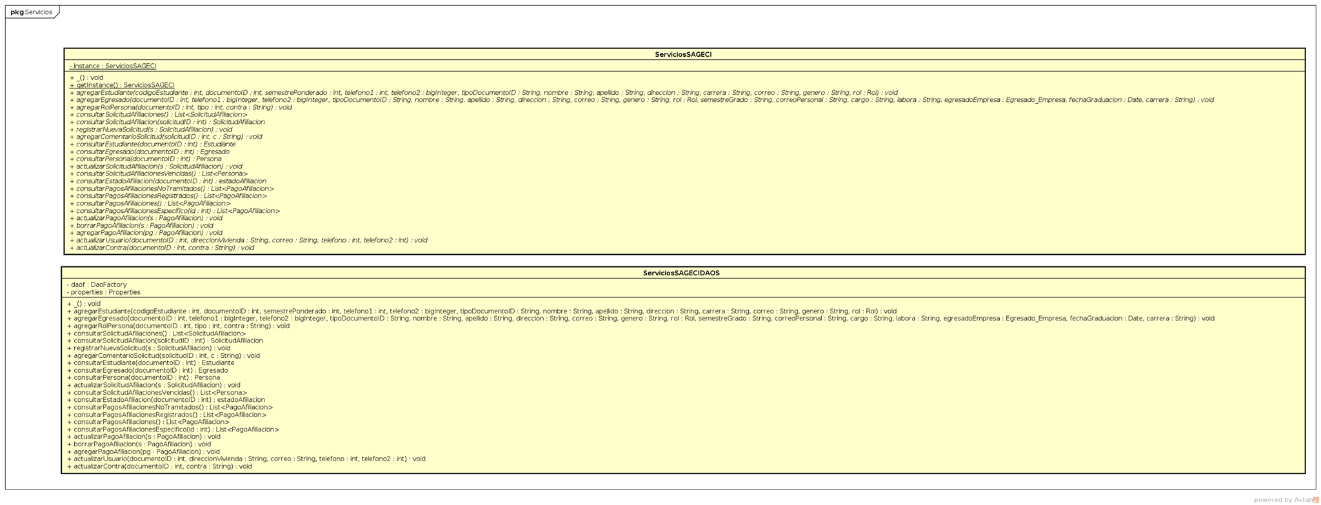 pkg Servicios
ServiciosSAGECI
- instance : ServiciosSAGECI
+ _() : void
+ getInstance() : ServiciosSAGECI
+ agregarEstudiante(codigoEstudiante : int, documentoID : int, semestrePonderado : int, telefono1 : int, telefono2 : bigInteger, tipoDocumentoID : String, nombre : String, apellido : String, direccion : String, carrera : String, correo : String, genero : String, rol : Rol) : void
+ agregarEgresado(documentoID : int, telefono1 : bigInteger, telefono2 : bigInteger, tipoDocumentoID : String, nombre : String, apellido : String, direccion : String, correo : String, genero : String, rol : Rol, semestreGrado : String, correoPersonal : String, cargo : String, labora : String, egresadoEmpresa : Egresado_Empresa, fechaGraduacion : Date, carrera : String) : void
+ agregarRolPersona(documentoID : int, tipo : int, contra : String) : void
+ consultarSolicitudAfiliaciones() : List<SolicitudAfiliacion>
+ consultarSolicitudAfiliacion(solicitudID : int) : SolicitudAfiliacion
+ registrarNuevaSolicitud(s : SolicitudAfiliacion) : void
+ agregarComentarioSolicitud(solicitudID : int, c : String) : void
+ consultarEstudiante(documentoID : int) : Estudiante
+ consultarEgresado(documentoID : int) : Egresado
+ consultarPersona(documentoID : int) : Persona
+ actualizarSolicitudAfiliacion(s : SolicitudAfiliacion) : void
+ consultarSolicitudAfiliacionesVencidas() : List<Persona>
+ consultarEstadoAfiliacion(documentoID : int) : estadoAfiliacion
+ consultarPagosAfiliacionesNoTramitados() : List<PagoAfiliacion>
+ consultarPagosAfiliacionesRegistrados() : List<PagoAfiliacion>
+ consultarPagosAfiliaciones() : List<PagoAfiliacion>
+ consultarPagosAfiliacionesEspecifico(id : int) : List<PagoAfiliacion>
+ actualizarPagoAfiliacion(s : PagoAfiliacion) : void
+ borrarPagoAfiliacion(s : PagoAfiliacion) : void
+ agregarPagoAfiliacion(pg : PagoAfiliacion) : void
+ actualizarUsuario(documentoID : int, direccionVivienda : String, correo : String, telefono : int, telefono2 : int) : void
+ actualizarContra(documentoID : int, contra : String) : void
ServiciosSAGECIDAOS
- daof : DaoFactory
- properties : Properties
+ _() : void
+ agregarEstudiante(codigoEstudiante : int, documentoID : int, semestrePonderado : int, telefono1 : int, telefono2 : bigInteger, tipoDocumentoID : String, nombre : String, apellido : String, direccion : String, carrera : String, correo : String, genero : String, rol : Rol) : void
+ agregarEgresado(documentoID : int, telefono1 : bigInteger, telefono2 : bigInteger, tipoDocumentoID : String, nombre : String, apellido : String, direccion : String, correo : String, genero : String, rol : Rol, semestreGrado : String, correoPersonal : String, cargo : String, labora : String, egresadoEmpresa : Egresado_Empresa, fechaGraduacion : Date, carrera : String) : void
+ agregarRolPersona(documentoID : int, tipo : int, contra : String) : void
+ consultarSolicitudAfiliaciones() : List<SolicitudAfiliacion>
+ consultarSolicitudAfiliacion(solicitudID : int) : SolicitudAfiliacion
+ registrarNuevaSolicitud(s : SolicitudAfiliacion) : void
+ agregarComentarioSolicitud(solicitudID : int, c : String) : void
+ consultarEstudiante(documentoID : int) : Estudiante
+ consultarEgresado(documentoID : int) : Egresado
+ consultarPersona(documentoID : int) : Persona
+ actualizarSolicitudAfiliacion(s : SolicitudAfiliacion) : void
+ consultarSolicitudAfiliacionesVencidas() : List<Persona>
+ consultarEstadoAfiliacion(documentoID : int) : estadoAfiliacion
+ consultarPagosAfiliacionesNoTramitados() : List<PagoAfiliacion>
+ consultarPagosAfiliacionesRegistrados() : List<PagoAfiliacion>
+ consultarPagosAfiliaciones() : List<PagoAfiliacion>
+ consultarPagosAfiliacionesEspecifico(id : int) : List<PagoAfiliacion>
+ actualizarPagoAfiliacion(s : PagoAfiliacion) : void
+ borrarPagoAfiliacion(s : PagoAfiliacion) : void
+ agregarPagoAfiliacion(pg : PagoAfiliacion) : void
+ actualizarUsuario(documentoID : int, direccionVivienda : String, correo : String, telefono : int, telefono2 : int) : void
+ actualizarContra(documentoID : int, contra : String) : void
powered by Astah